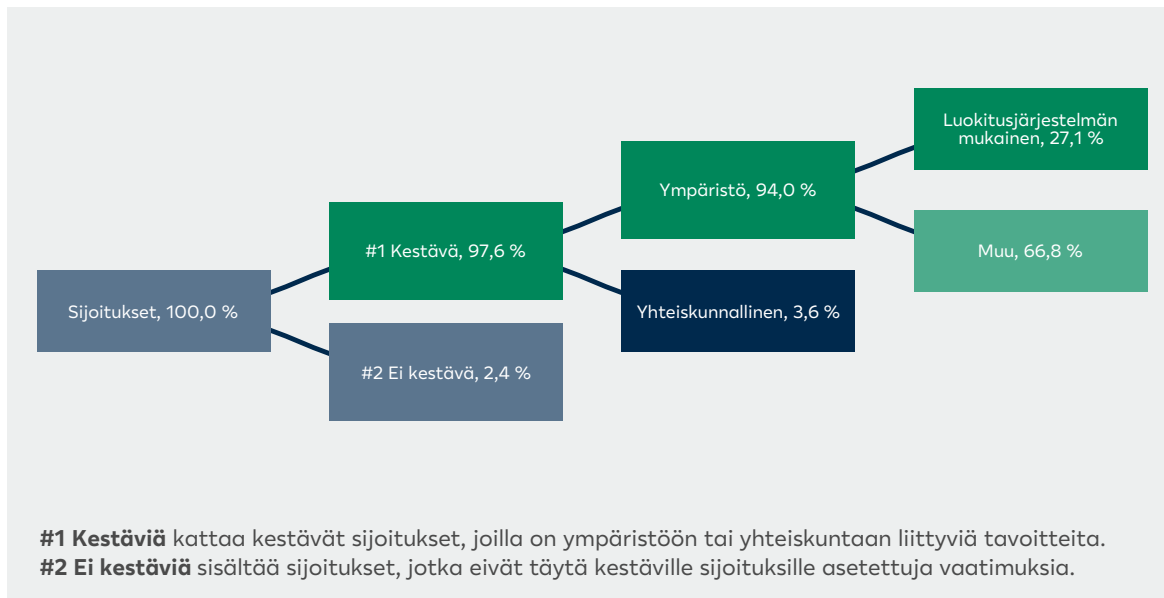 Sijoitukset, 100,0 %
#1 Kestävä, 97,6 %
#2 Ei kestävä, 2,4 %
Ympäristö, 94,0 %
Yhteiskunnallinen, 3,6 %
Luokitusjärjestelmän
mukainen, 27,1 %
Muu, 66,8 %
#1 Kestäviä kattaa kestävät sijoitukset, joilla on ympäristöön tai yhteiskuntaan liittyviä tavoitteita.
#2 Ei kestäviä sisältää sijoitukset, jotka eivät täytä kestäville sijoituksille asetettuja vaatimuksia.